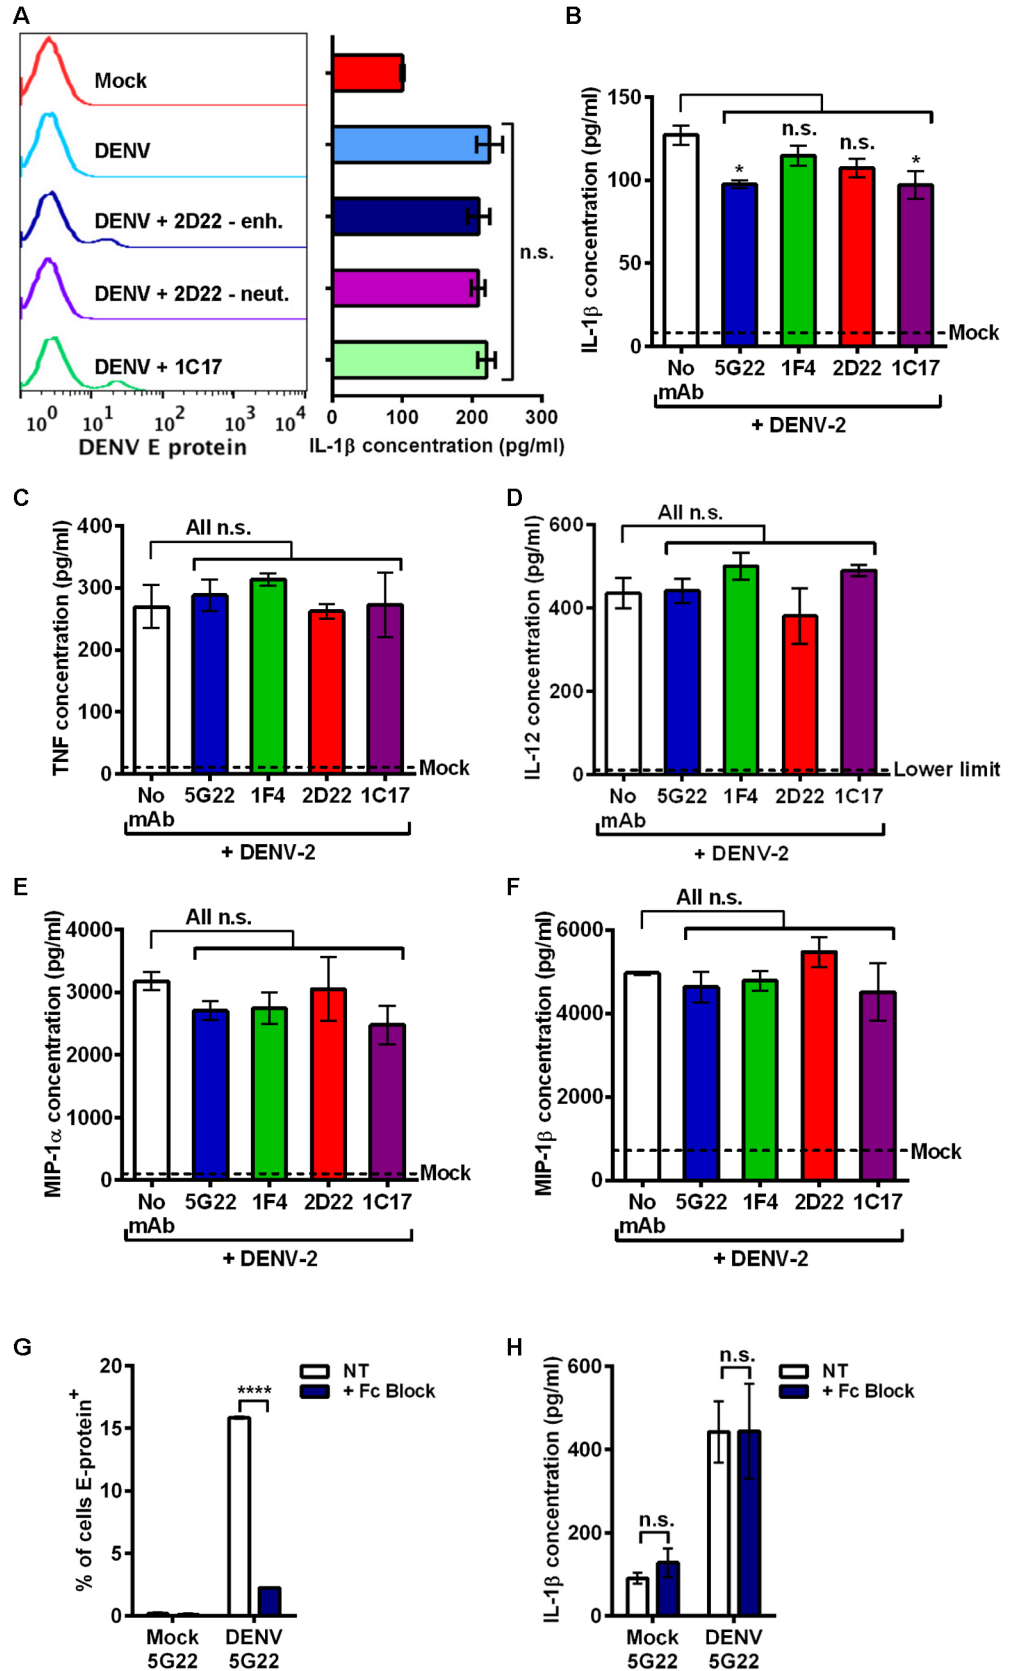 A
Mock
DENV
DENV + 2D22 - enh.
DENV + 2D22 - neut.
DENV + 1C17
10^0 10^1 10^2 10^3 10^4
DENV E protein
n.s.
0 100 200 300
IL-1β concentration (pg/ml)
B
IL-1β concentration (pg/ml)
150
100
50
0
* n.s. n.s. *
Mock
No mAb 5G22 1F4 2D22 1C17
+ DENV-2
C
TNF concentration (pg/ml)
400
300
200
100
0
All n.s.
Mock
No mAb 5G22 1F4 2D22 1C17
+ DENV-2
D
IL-12 concentration (pg/ml)
600
400
200
0
All n.s.
Lower limit
No mAb 5G22 1F4 2D22 1C17
+ DENV-2
E
MIP-1α concentration (pg/ml)
4000
3000
2000
1000
0
All n.s.
Mock
No mAb 5G22 1F4 2D22 1C17
+ DENV-2
F
MIP-1β concentration (pg/ml)
6000
4000
2000
0
All n.s.
Mock
No mAb 5G22 1F4 2D22 1C17
+ DENV-2
G
% of cells E-protein+
20
15
10
5
0
****
NT
+ Fc Block
Mock DENV
5G22 5G22
H
IL-1β concentration (pg/ml)
600
400
200
0
n.s.
n.s.
NT
+ Fc Block
Mock DENV
5G22 5G22